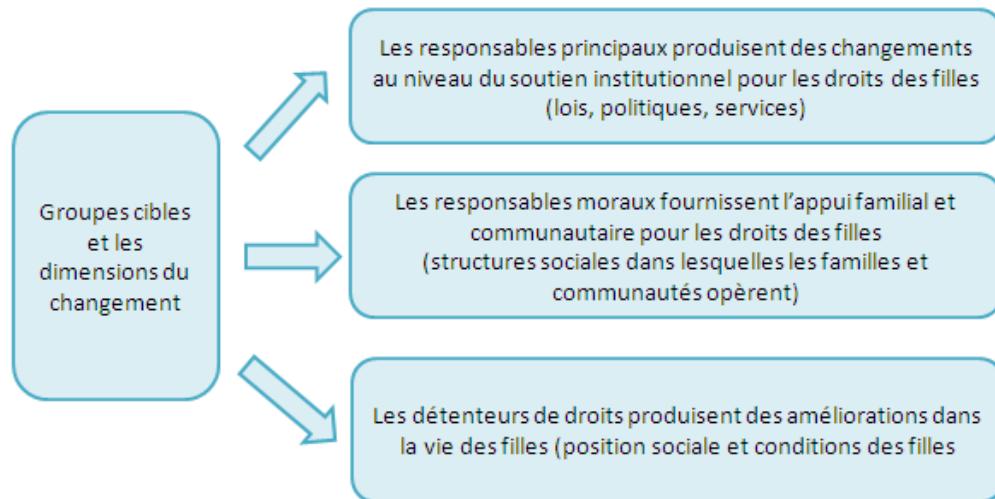 Groupes cibles
et les
dimensions du
changement
Les responsables principaux produisent des changements
au niveau du soutien institutionnel pour les droits des filles
(lois, politiques, services)
Les responsables moraux fournissent l'appui familial et
communautaire pour les droits des filles
(structures sociales dans lesquelles les familles et
communautés opèrent)
Les détenteurs de droits produisent des améliorations dans
la vie des filles (position sociale et conditions des filles